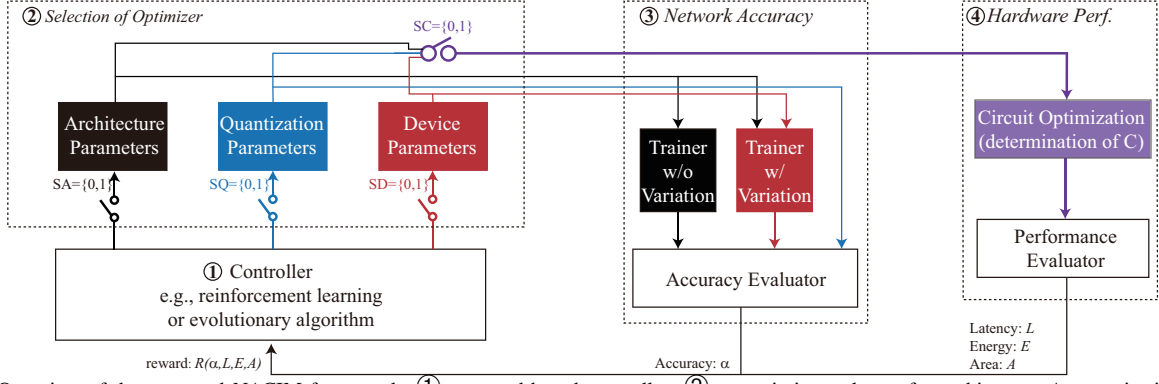 ② Selection of Optimizer
③ Network Accuracy
④ Hardware Perf.
SC={0,1}
Architecture
Parameters
Quantization
Parameters
Device
Parameters
Trainer
w/o
Variation
Trainer
w/
Variation
Circuit Optimization
(determination of C)
SA={0,1}
SQ={0,1}
SD={0,1}
① Controller
e.g., reinforcement learning
or evolutionary algorithm
Accuracy Evaluator
Performance
Evaluator
reward: R(α,L,E,A)
Accuracy: α
Latency: L
Energy: E
Area: A